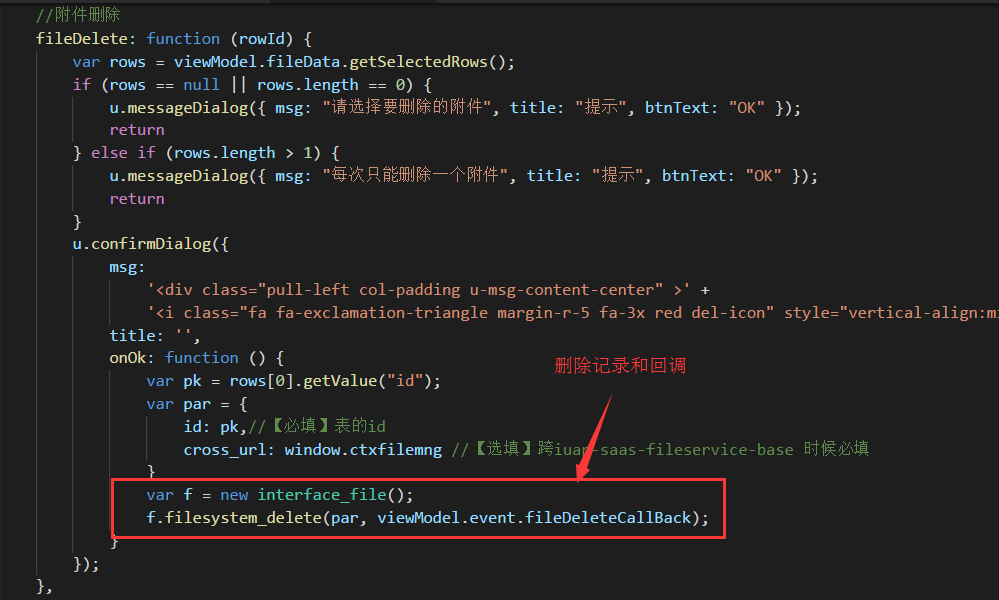 //附件删除
fileDelete: function (rowId) {
var rows = viewModel.fileData.getSelectedRows();
if (rows == null || rows.length == 0) {
u.messageDialog({ msg: "请选择要删除的附件", title: "提示", btnText: "OK" });
return
} else if (rows.length > 1) {
u.messageDialog({ msg: "每次只能删除一个附件", title: "提示", btnText: "OK" });
return
}
u.confirmDialog({
msg:
'<div class="pull-left col-padding u-msg-content-center" >' +
'<i class="fa fa-exclamation-triangle margin-r-5 fa-3x red del-icon" style="vertical-align:mi
title: '',
onOk: function () {
删除记录和回调
var pk = rows[0].getValue("id");
var par = {
id: pk,//【必填】表的id
cross_url: window.ctxfilemng //【选填】跨iuap-saas-fileservice-base 时候必填
}
var f = new interface_file();
f.filesystem_delete(par, viewModel.event.fileDeleteCallBack);
}
});
},